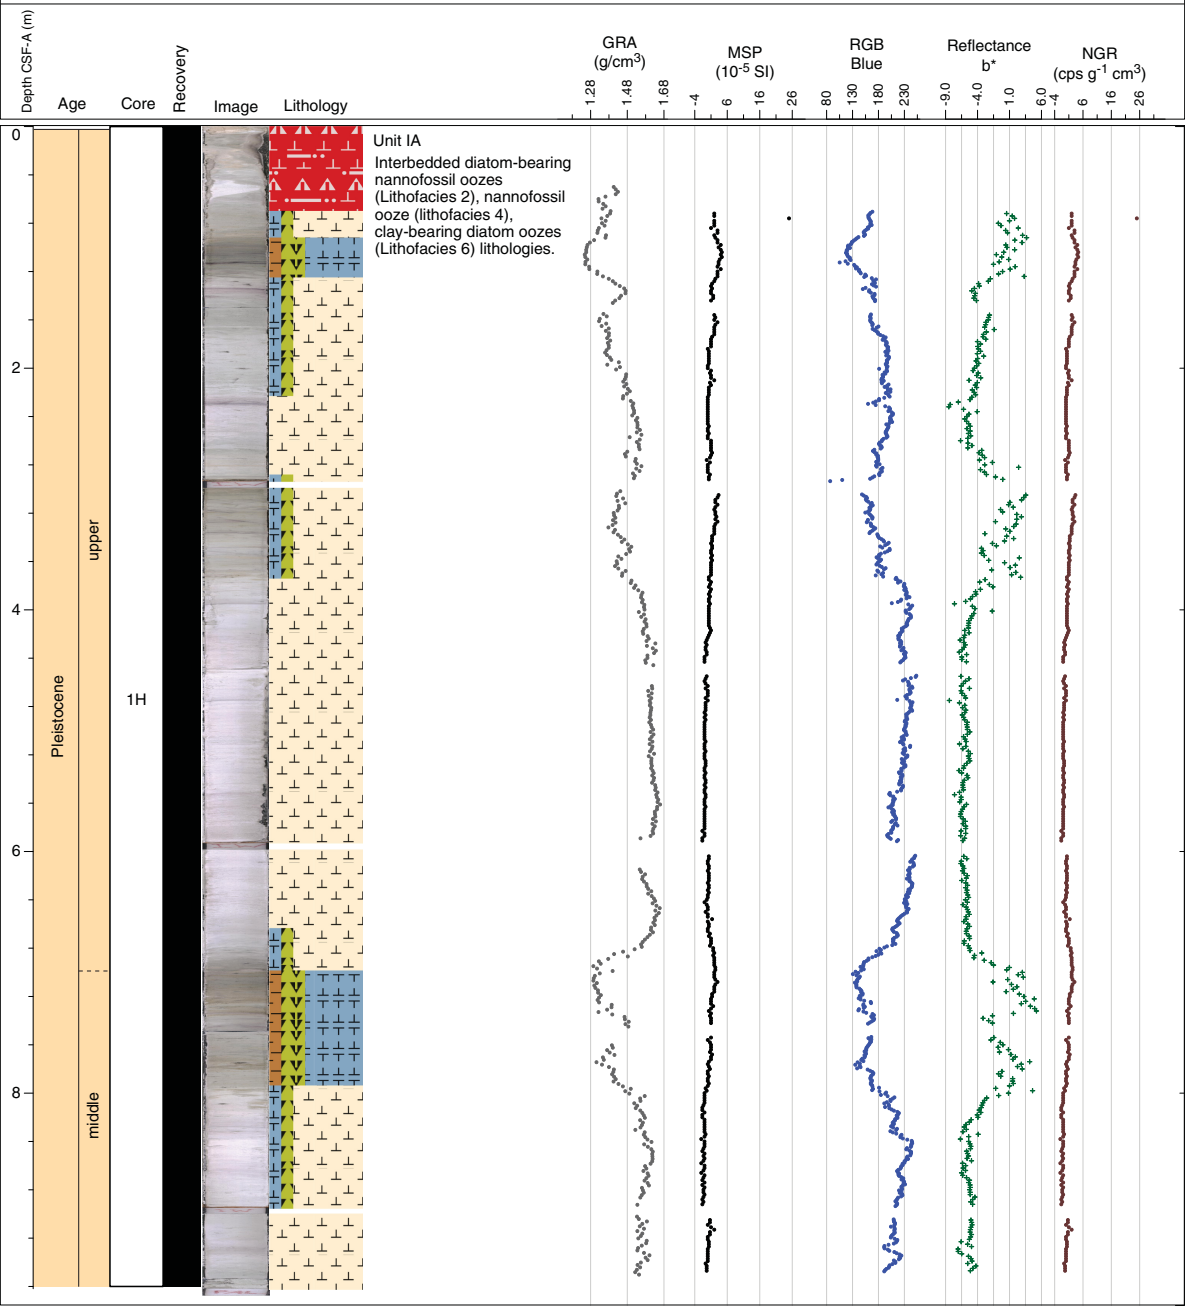 Depth CSF-A (m)
Age
Core
Recovery
Image
Lithology
GRA
(g/cm³)
1.28
1.48
1.68
MSP
(10⁻⁵ SI)
-4
6
16
26
RGB
Blue
80
130
180
230
Reflectance
b*
-9.0
-4.0
1.0
6.0
NGR
(cps g⁻¹ cm³)
-4
6
16
26
0
2
4
6
8
Pleistocene
upper
middle
1H
Unit IA
Interbedded diatom-bearing
nannofossil oozes
(Lithofacies 2), nannofossil
ooze (lithofacies 4),
clay-bearing diatom oozes
(Lithofacies 6) lithologies.